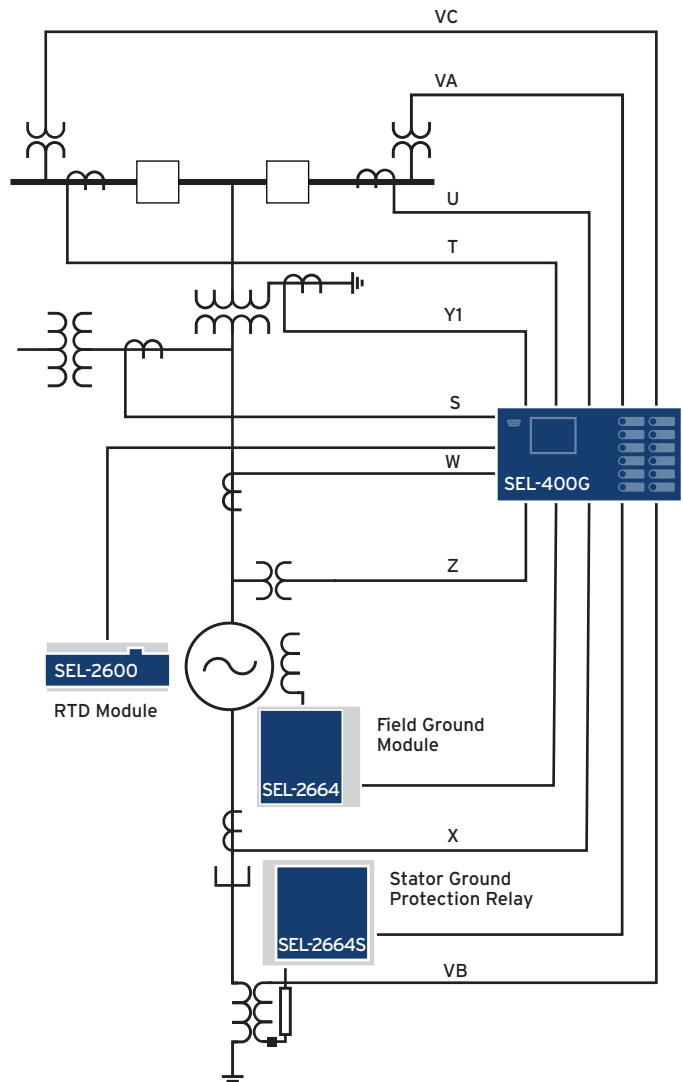 VC
VA
U
T
Y1
S
W
SEL-400G
Z
SEL-2600
RTD Module
Field Ground
Module
SEL-2664
X
Stator Ground
Protection Relay
SEL-2664S
VB